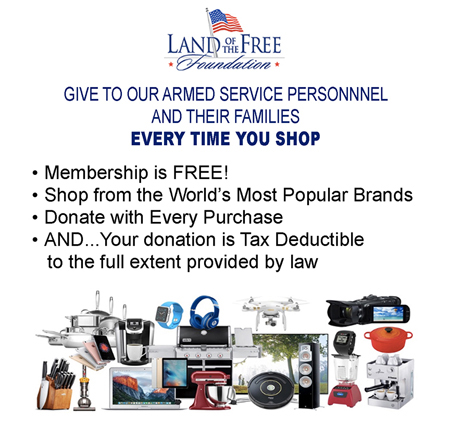 LAND OF THE FREE
Foundation
GIVE TO OUR ARMED SERVICE PERSONNNEL
AND THEIR FAMILIES
EVERY TIME YOU SHOP
• Membership is FREE!
• Shop from the World's Most Popular Brands
• Donate with Every Purchase
• AND...Your donation is Tax Deductible
to the full extent provided by law